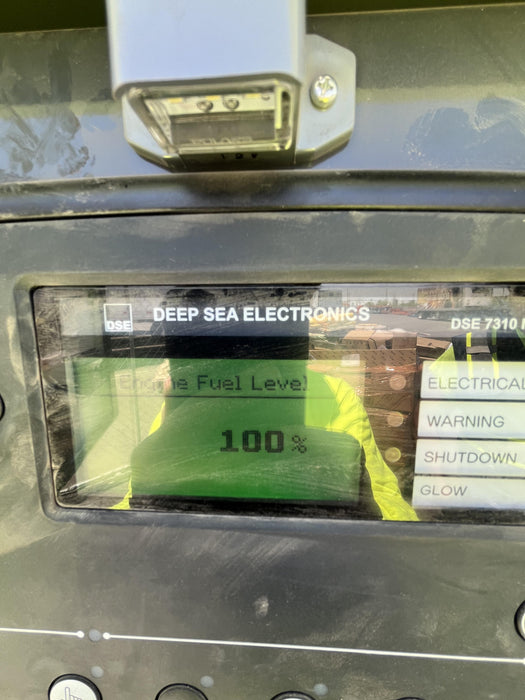 DSE
DEEP SEA ELECTRONICS
DSE 7310
Engine Fuel Level
100%
ELECTRICAL
WARNING
SHUTDOWN
GLOW